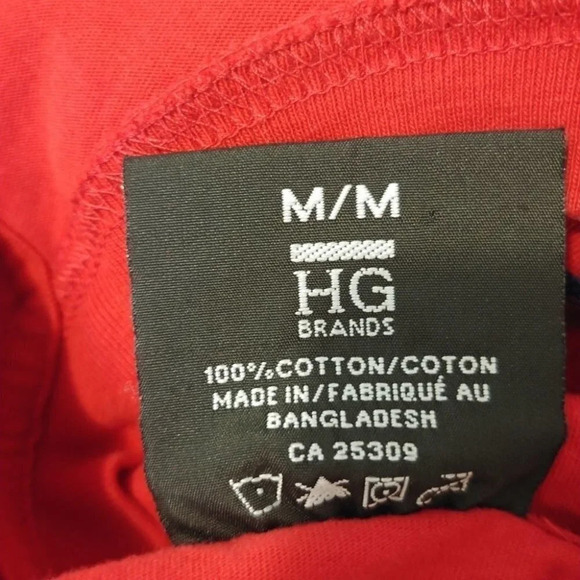 M/M
HG
BRANDS
100% COTTON/COTON
MADE IN/FABRIQUÉ AU
BANGLADESH
CA 25309